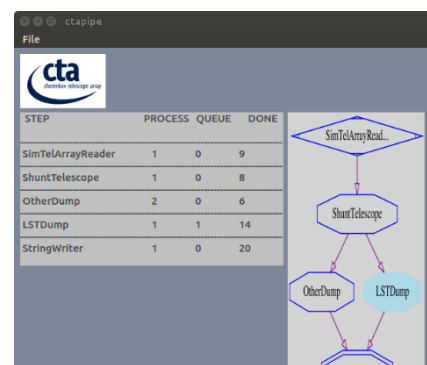 ctapipe
File
cta
cherenkov telescope array
STEP PROCESS QUEUE DONE
SimTelArrayReader 1 0 9
ShuntTelescope 1 0 8
OtherDump 2 0 6
LSTDump 1 1 14
StringWriter 1 0 20
SimTelArrayRead...
ShuntTelescope
OtherDump LSTDump